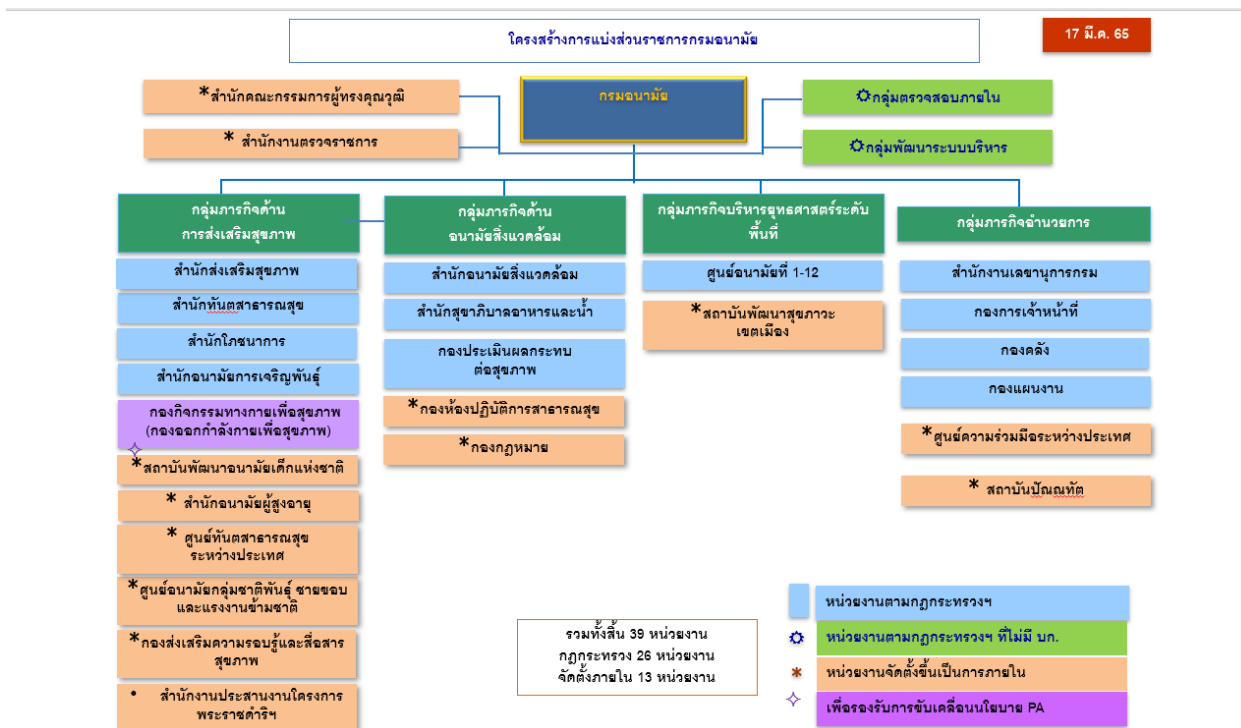 โครงสร้างการแบ่งส่วนราชการกรมอนามัย
17 มี.ค. 65
*สำนักคณะกรรมการผู้ทรงคุณวุฒิ
กรมอนามัย
กลุ่มตรวจสอบภายใน
* สำนักงานตรวจราชการ
กลุ่มพัฒนาระบบบริหาร
กลุ่มภารกิจด้าน
การส่งเสริมสุขภาพ
สำนักส่งเสริมสุขภาพ
สำนักทันตสาธารณสุข
สำนักโภชนาการ
สำนักอนามัยการเจริญพันธุ์
กองกิจกรรมทางกายเพื่อสุขภาพ
(กองออกกำลังกายเพื่อสุขภาพ)
*สถาบันพัฒนาอนามัยเด็กแห่งชาติ
* สำนักอนามัยผู้สูงอายุ
* ศูนย์ทันตสาธารณสุข
ระหว่างประเทศ
*ศูนย์อนามัยกลุ่มชาติพันธุ์ ชายขอบ
และแรงงานข้ามชาติ
*กองส่งเสริมความรอบรู้และสื่อสาร
สุขภาพ
• สำนักงานประสานงานโครงการ
พระราชดำริฯ
กลุ่มภารกิจด้าน
อนามัยสิ่งแวดล้อม
สำนักอนามัยสิ่งแวดล้อม
สำนักสุขาภิบาลอาหารและน้ำ
กองประเมินผลกระทบ
ต่อสุขภาพ
*กองห้องปฏิบัติการสาธารณสุข
*กองกฎหมาย
กลุ่มภารกิจบริหารยุทธศาสตร์ระดับ
พื้นที่
ศูนย์อนามัยที่ 1-12
*สถาบันพัฒนาสุขภาวะ
เขตเมือง
กลุ่มภารกิจอำนวยการ
สำนักงานเลขานุการกรม
กองการเจ้าหน้าที่
กองคลัง
กองแผนงาน
*ศูนย์ความร่วมมือระหว่างประเทศ
* สถาบันปัณณทัต
รวมทั้งสิ้น 39 หน่วยงาน
กฎกระทรวง 26 หน่วยงาน
จัดตั้งภายใน 13 หน่วยงาน
หน่วยงานตามกฎกระทรวงฯ
หน่วยงานตามกฎกระทรวงฯ ที่ไม่มี บก.
* หน่วยงานจัดตั้งขึ้นเป็นการภายใน
เพื่อรองรับการขับเคลื่อนนโยบาย PA